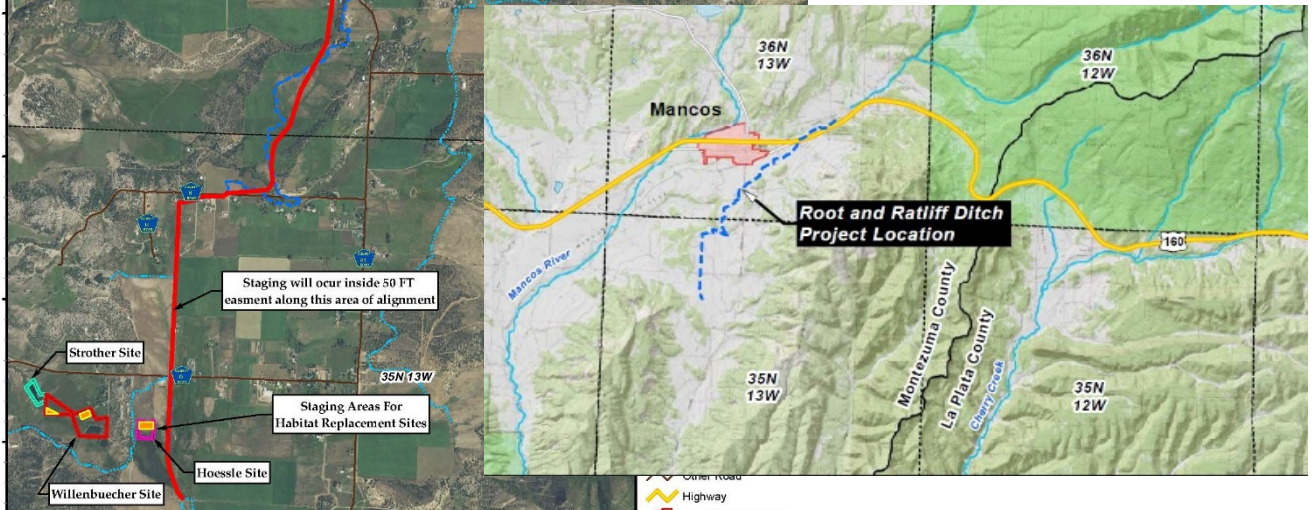 Staging will ocur inside 50 FT
easment along this area of alignment
Strother Site
35N 13W
Staging Areas For
Habitat Replacement Sites
Hoessle Site
Willenbuecher Site
36N
13W
36N
12W
Mancos
Root and Ratliff Ditch
Project Location
160
Mancos River
Montezuma County
La Plata County
Cherry Creek
35N
13W
35N
12W
Other Road
Highway